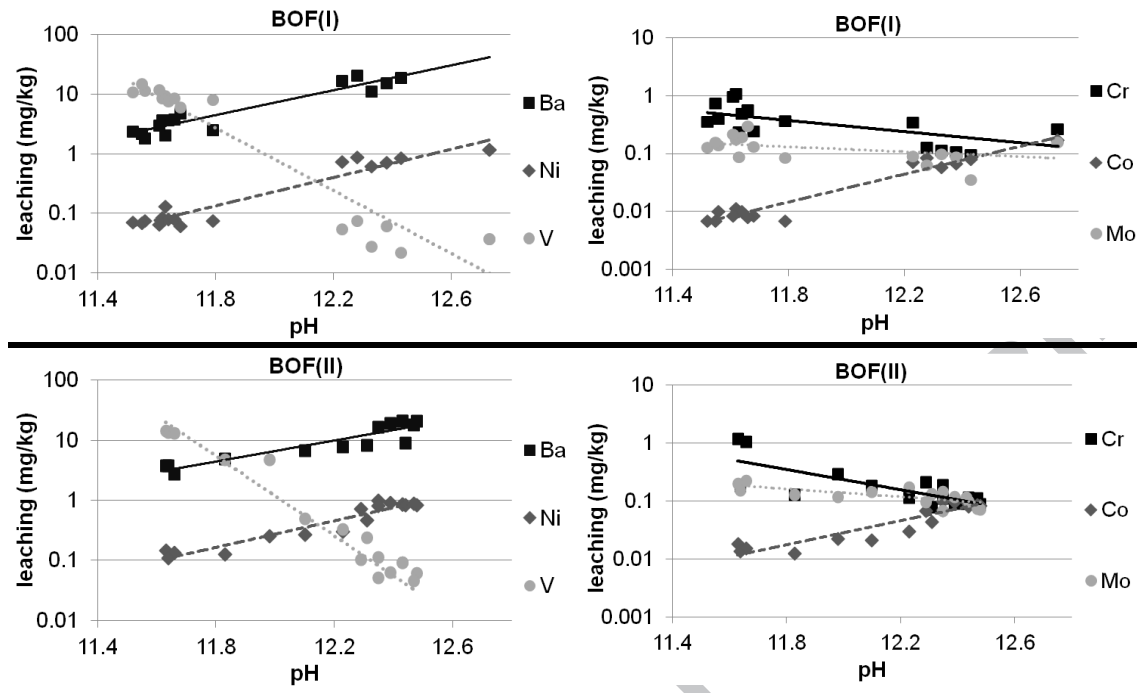 BOF(I)
100
10
1
0.1
0.01
leaching (mg/kg)
11.4 11.8 12.2 12.6
pH
Ba
Ni
V
BOF(I)
10
1
0.1
0.01
0.001
leaching (mg/kg)
11.4 11.8 12.2 12.6
pH
Cr
Co
Mo
BOF(II)
100
10
1
0.1
0.01
leaching (mg/kg)
11.4 11.8 12.2 12.6
pH
Ba
Ni
V
BOF(II)
10
1
0.1
0.01
0.001
leaching (mg/kg)
11.4 11.8 12.2 12.6
pH
Cr
Co
Mo